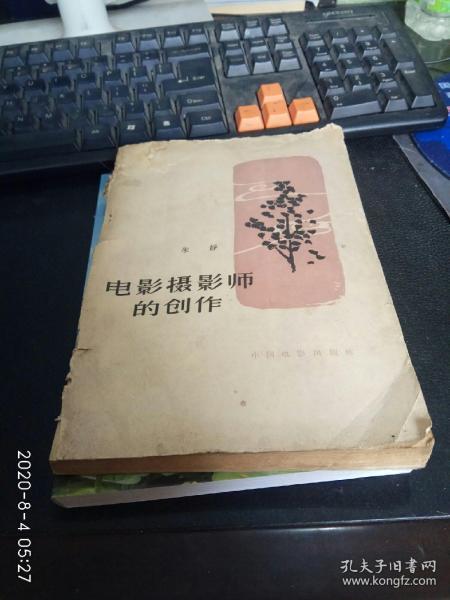 朱 静
电影摄影师
的创作
中国电影出版社
2020-8-4 05:27
孔夫子旧书网
www.kongfz.com